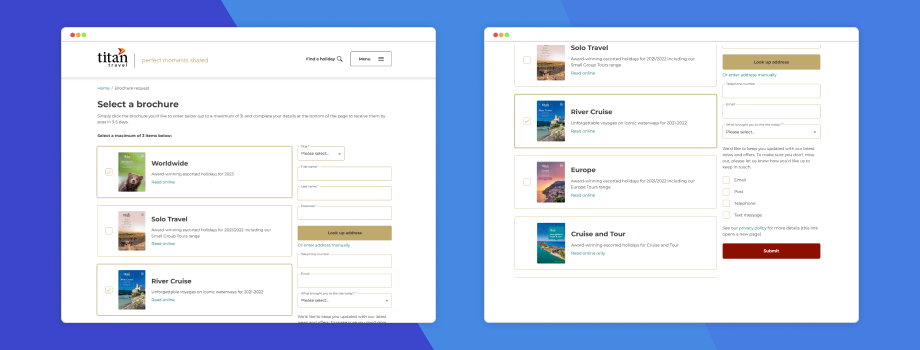 titan
travel
perfect moments shared
Find a holiday
Menu
Home / Brochure request
Select a brochure
Simply click the brochure you'd like to order below (up to a maximum of 3) and complete your details at the bottom of the page to receive them by
post in 3-5 days.
Select a maximum of 3 items below:
Worldwide
Award-winning escorted holidays for 2022
Read online
Solo Travel
Award-winning escorted holidays for 2021/2022 including our
Small Group Tours range
Read online
River Cruise
Unforgettable voyages on iconic waterways for 2021-2022
Read online
Title *
Please select...
First name *
Last name *
Postcode *
Look up address
Or enter address manually
Telephone number
Email
What brought you to the site today? *
Please select...
We'd like to keep you updated with our latest
Solo Travel
Award-winning escorted holidays for 2021/2022 including our
Small Group Tours range
Read online
River Cruise
Unforgettable voyages on iconic waterways for 2021-2022
Read online
Europe
Award-winning escorted holidays for 2021/2022 including our
Europe Tours range
Read online
Cruise and Tour
Award-winning escorted holidays for Cruise and Tour
Read online only
Look up address
Or enter address manually
Telephone number
Email
What brought you to the site today? *
Please select...
We'd like to keep you updated with our latest
news and offers. To make sure you don't miss
out, please let us know how you'd like us to
keep in touch.
Email
Post
Telephone
Text message
See our privacy policy for more details (this link
opens a new page)
Submit